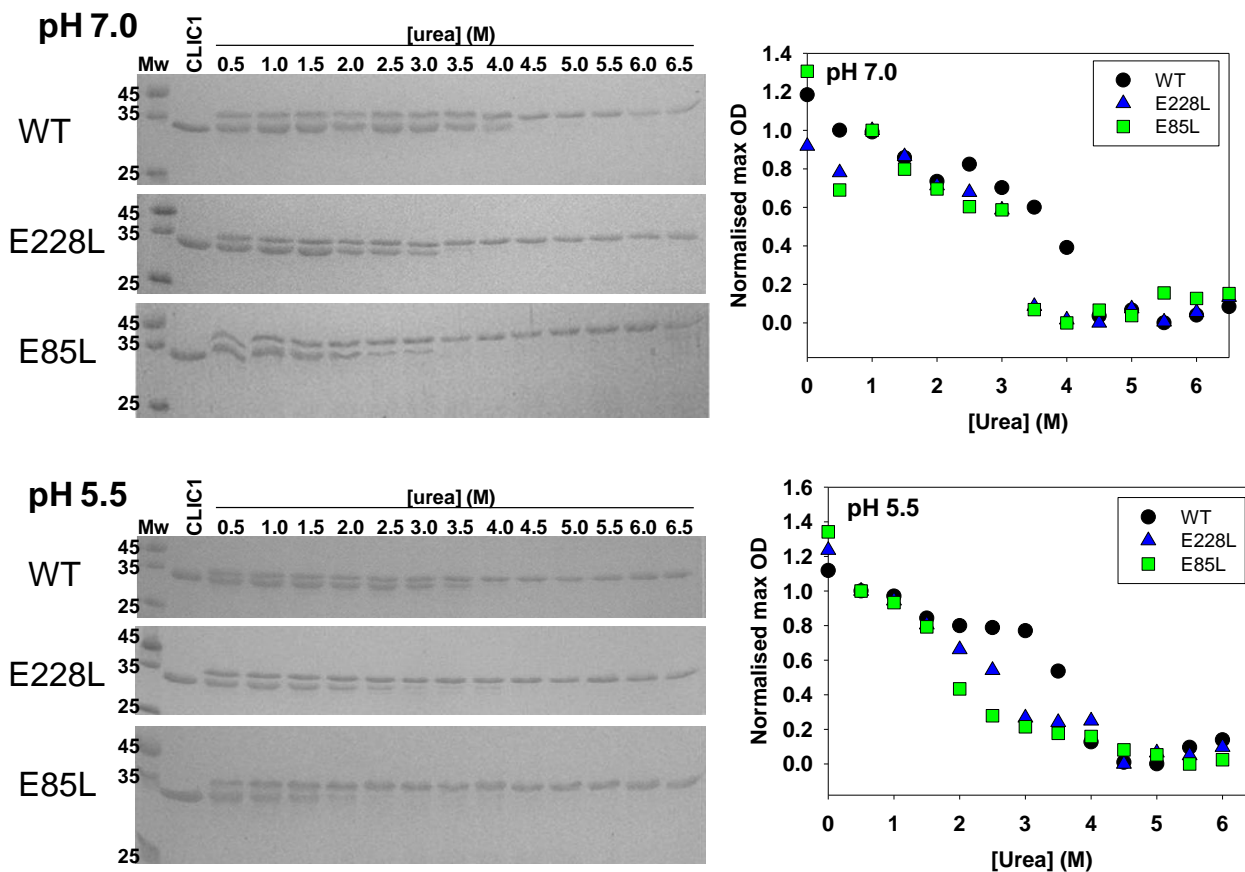 pH 7.0
Mw CLIC1 [urea] (M)
0.5 1.0 1.5 2.0 2.5 3.0 3.5 4.0 4.5 5.0 5.5 6.0 6.5
WT
45
35
25
E228L
45
35
25
E85L
45
35
25
pH 7.0
WT
E228L
E85L
Normalised max OD
1.4
1.2
1.0
0.8
0.6
0.4
0.2
0.0
0 1 2 3 4 5 6
[Urea] (M)
pH 5.5
Mw CLIC1 [urea] (M)
0.5 1.0 1.5 2.0 2.5 3.0 3.5 4.0 4.5 5.0 5.5 6.0 6.5
WT
45
35
25
E228L
45
35
25
E85L
45
35
25
pH 5.5
WT
E228L
E85L
Normalised max OD
1.6
1.4
1.2
1.0
0.8
0.6
0.4
0.2
0.0
0 1 2 3 4 5 6
[Urea] (M)